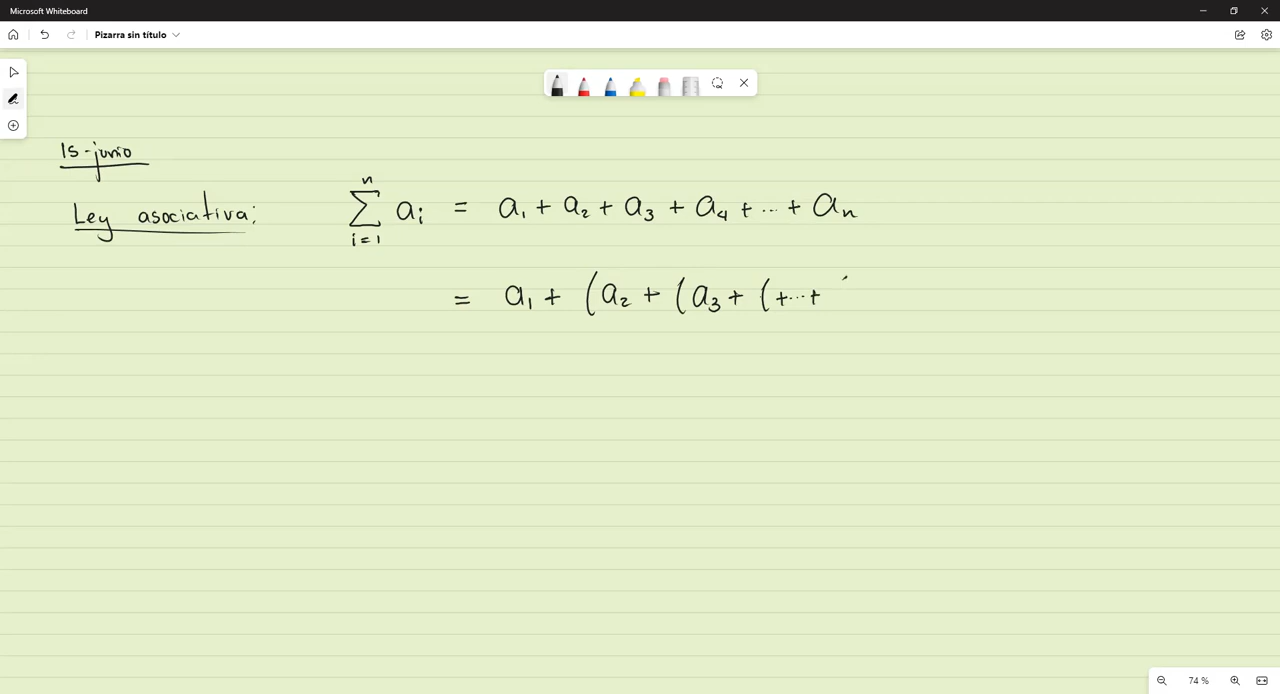 Microsoft Whiteboard
Pizarra sin título
15-junio
Ley asociativa: n ∑ i=1 aᵢ = a₁ + a₂ + a₃ + a₄ + ... + aₙ
= a₁ + (a₂ + (a₃ + (+...+
74 %